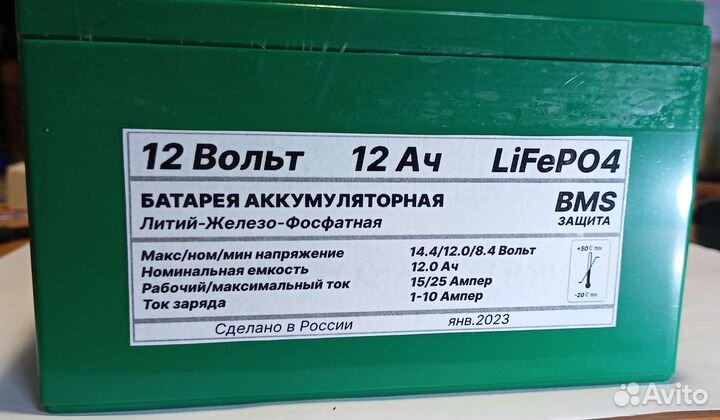 12 Вольт 12 Ач LiFePO4
БАТАРЕЯ АККУМУЛЯТОРНАЯ BMS
Литий-Железо-Фосфатная ЗАЩИТА
Макс/ном/мин напряжение 14.4/12.0/8.4 Вольт
Номинальная емкость 12.0 Ач
Рабочий/максимальный ток 15/25 Ампер
Ток заряда 1-10 Ампер
+50 C
-20 C
Сделано в России янв.2023
Avito